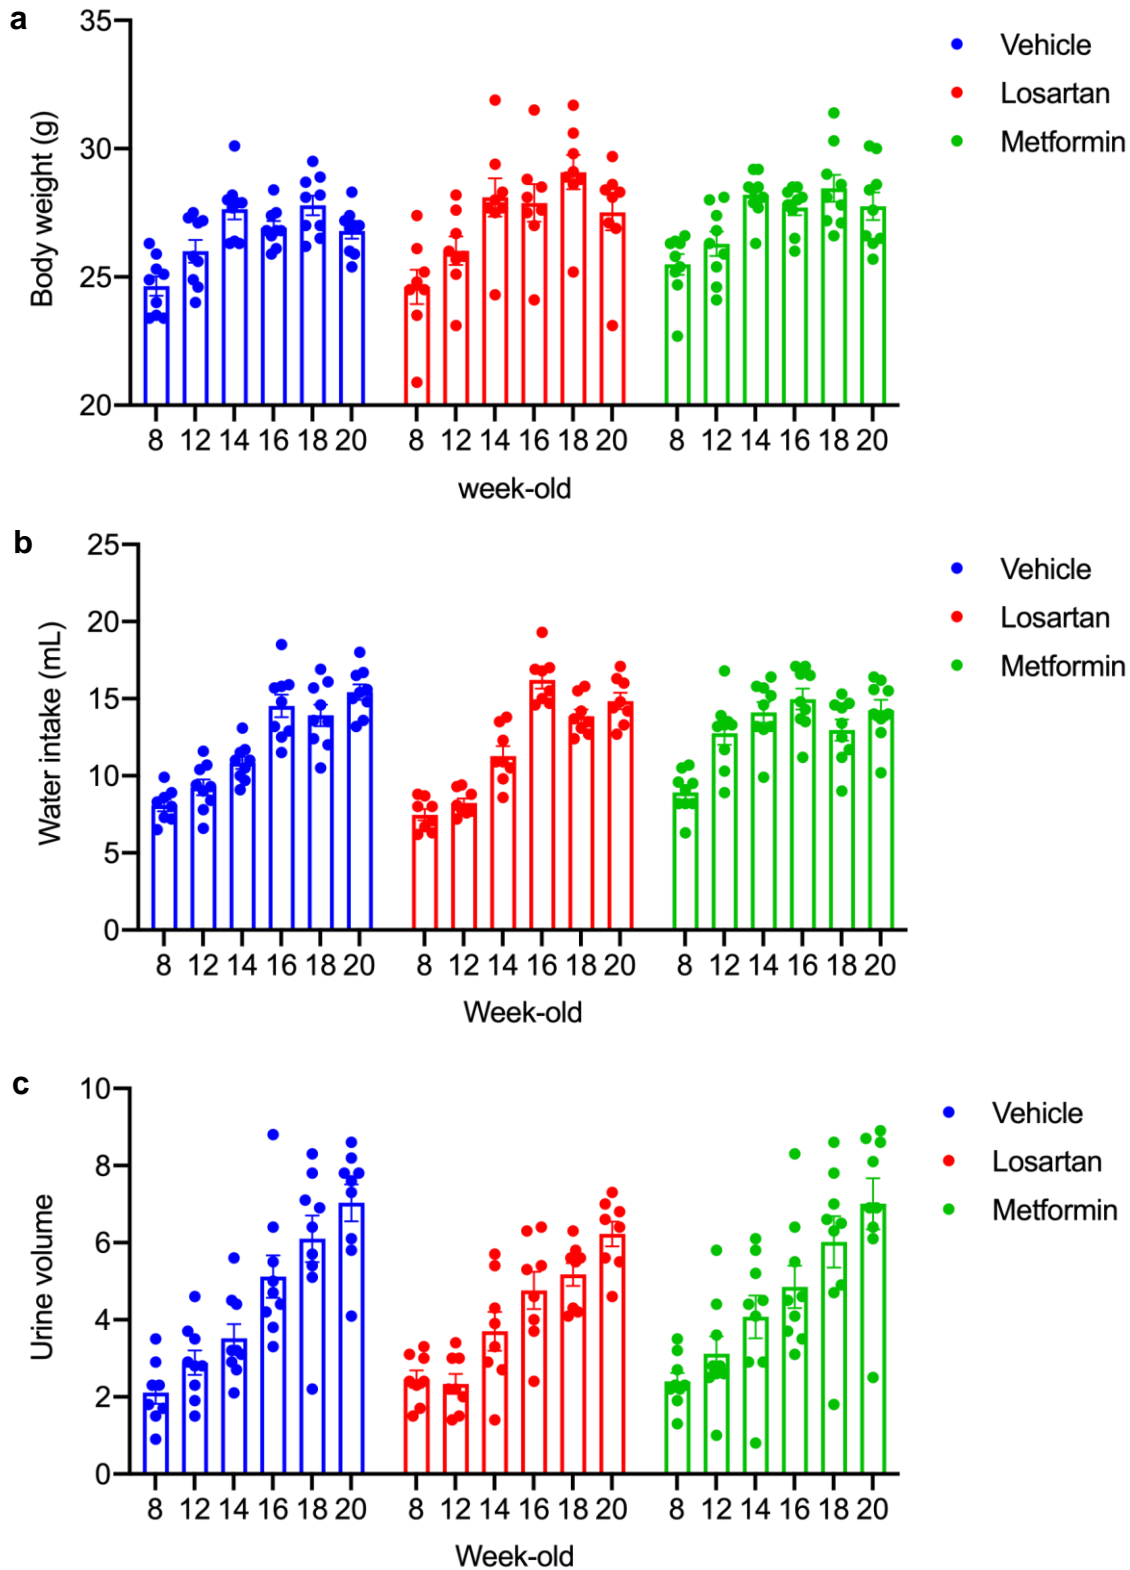 a
35
30
25
20
Body weight (g)
8 12 14 16 18 20 8 12 14 16 18 20 8 12 14 16 18 20
week-old
Vehicle
Losartan
Metformin
b
25
20
15
10
5
0
Water intake (mL)
8 12 14 16 18 20 8 12 14 16 18 20 8 12 14 16 18 20
Week-old
Vehicle
Losartan
Metformin
c
10
8
6
4
2
0
Urine volume
8 12 14 16 18 20 8 12 14 16 18 20 8 12 14 16 18 20
Week-old
Vehicle
Losartan
Metformin